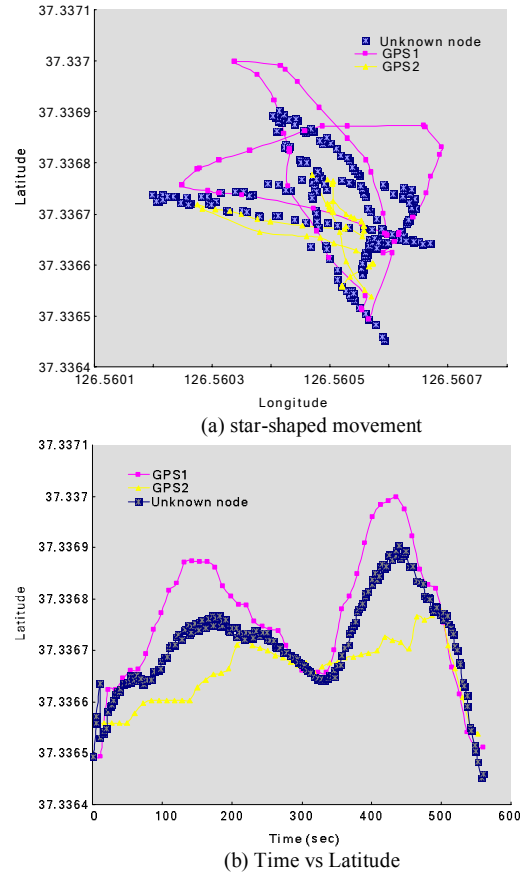 37.3371
37.337
37.3369
37.3368
37.3367
37.3366
37.3365
37.3364
Latitude
Unknown node
GPS1
GPS2
126.5601 126.5603 126.5605 126.5607
Longitude
(a) star-shaped movement
37.3371
37.337
37.3369
37.3368
37.3367
37.3366
37.3365
37.3364
Latitude
GPS1
GPS2
Unknown node
0 100 200 300 400 500 600
Time (sec)
(b) Time vs Latitude